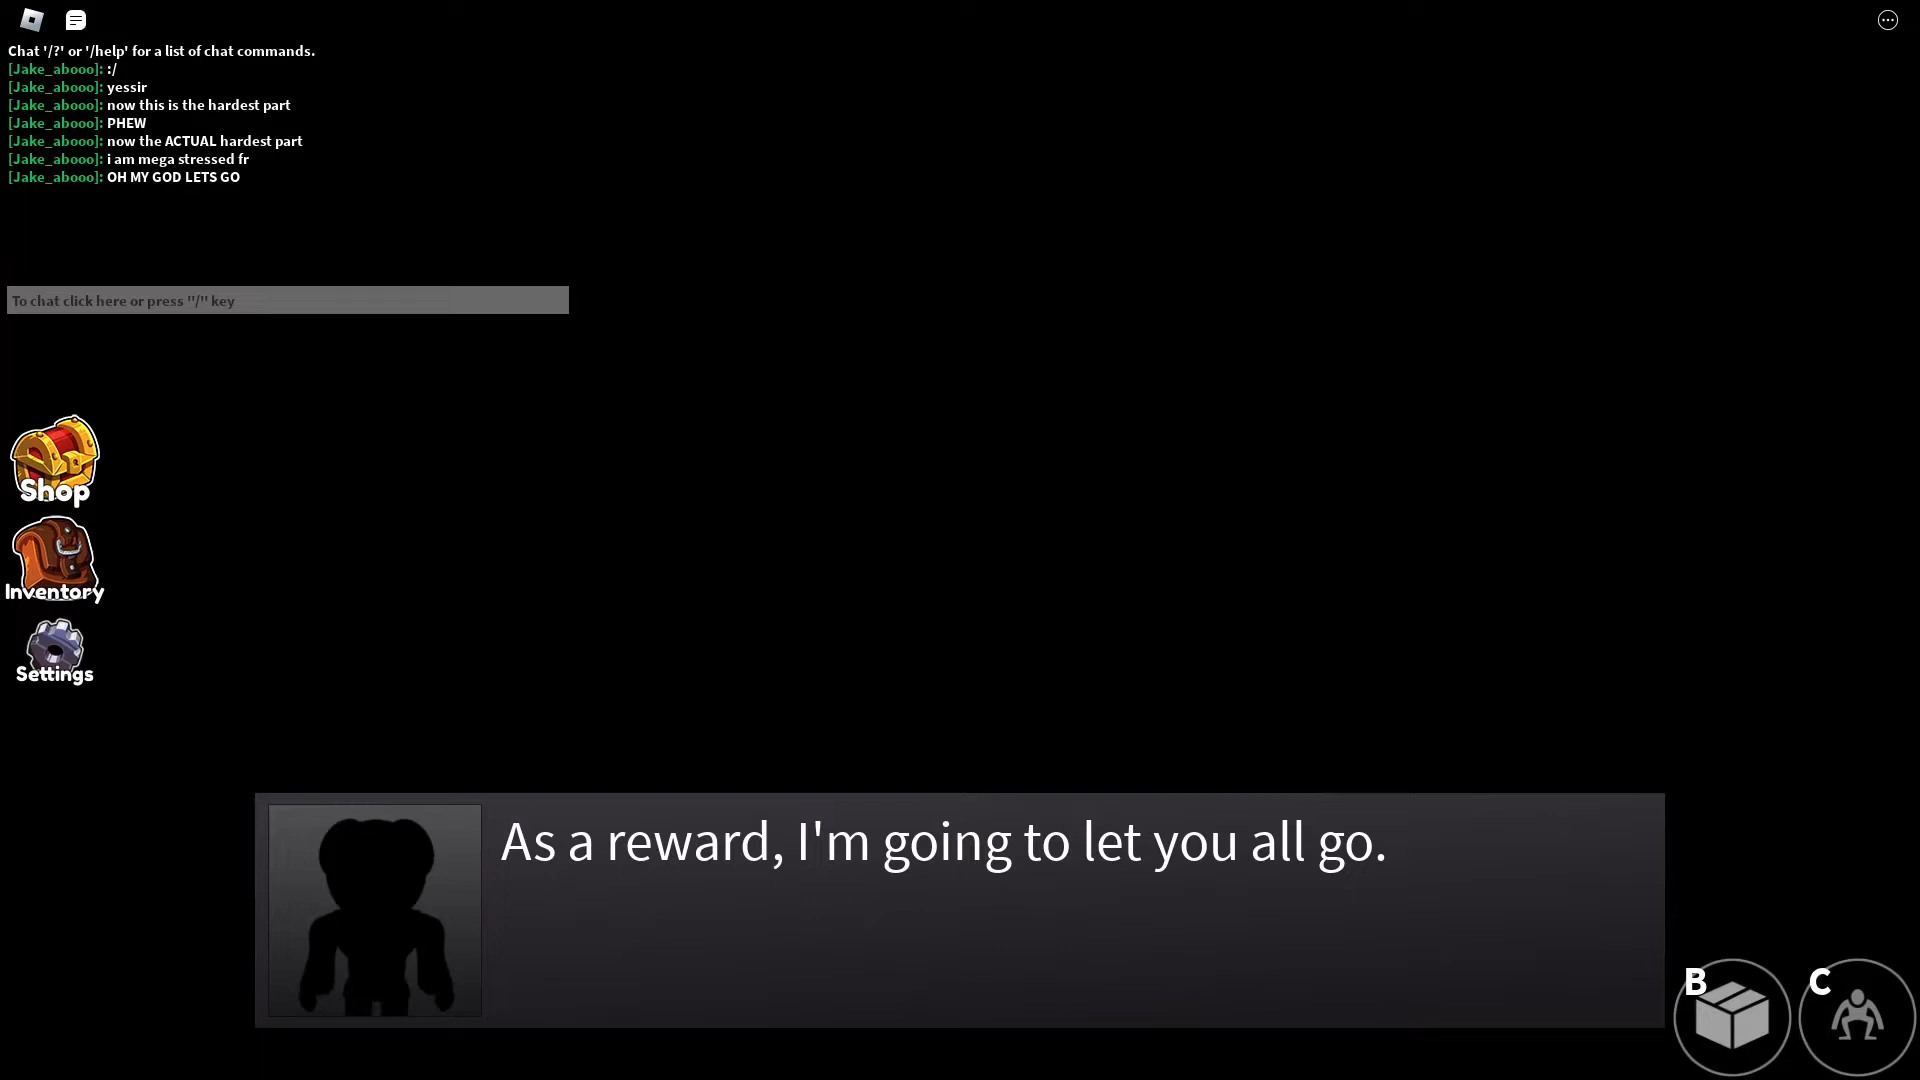 Chat '/?' or '/help' for a list of chat commands.
[Jake_abooo]: :/
[Jake_abooo]: yessir
[Jake_abooo]: now this is the hardest part
[Jake_abooo]: PHEW
[Jake_abooo]: now the ACTUAL hardest part
[Jake_abooo]: i am mega stressed fr
[Jake_abooo]: OH MY GOD LETS GO
To chat click here or press "/" key
Shop
Inventory
Settings
As a reward, I'm going to let you all go.
B
C